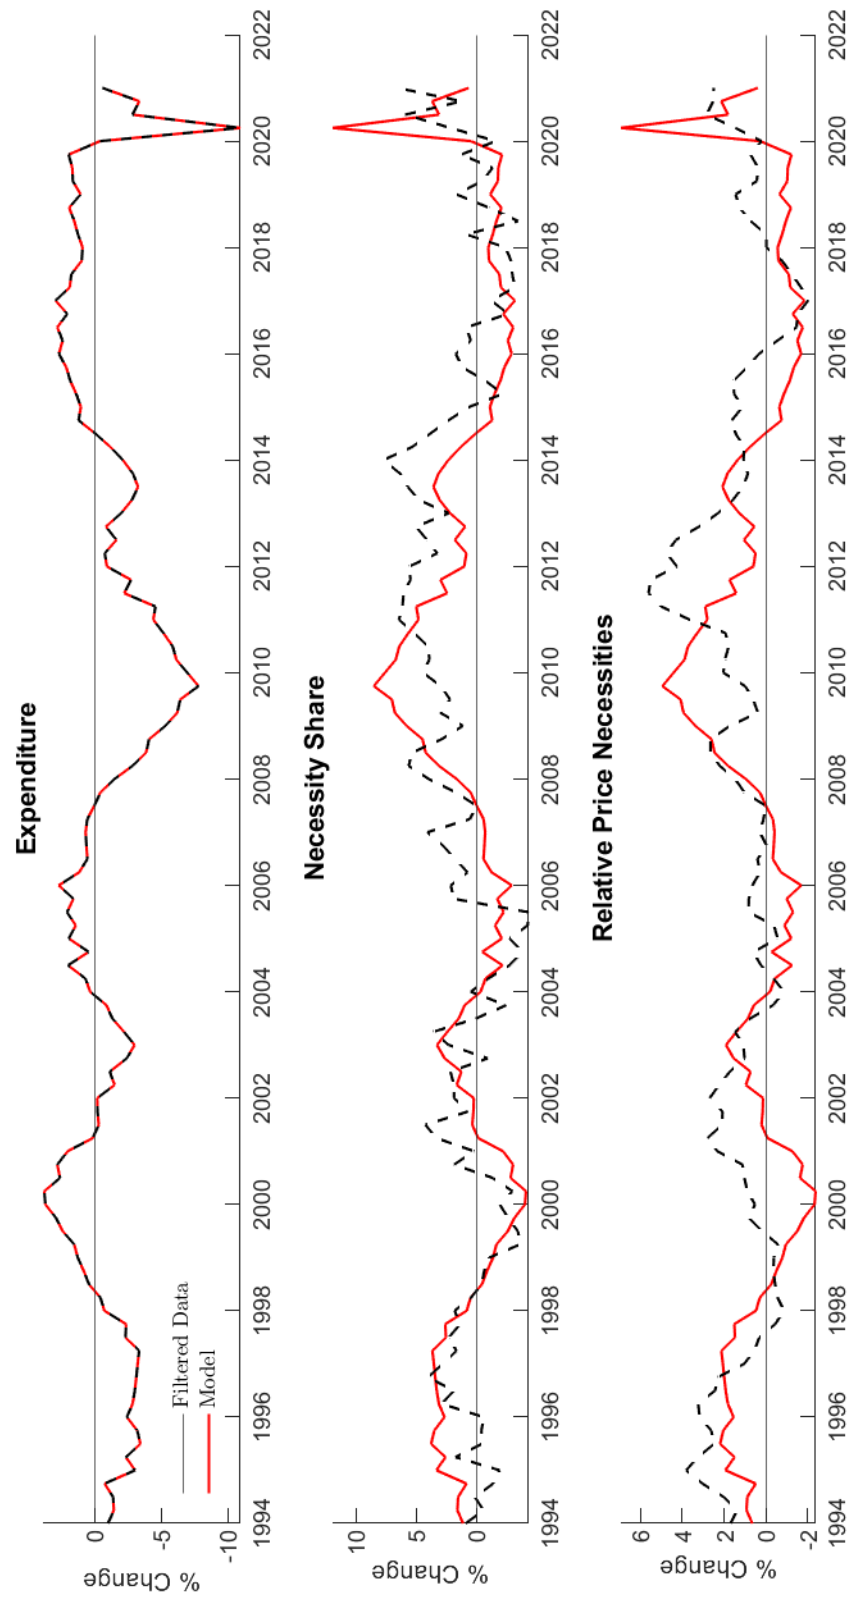 Expenditure
% Change
0
-5
-10
1994 1996 1998 2000 2002 2004 2006 2008 2010 2012 2014 2016 2018 2020 2022
Filtered Data
Model
Necessity Share
% Change
10
5
0
1994 1996 1998 2000 2002 2004 2006 2008 2010 2012 2014 2016 2018 2020 2022
Relative Price Necessities
% Change
6
4
2
0
-2
1994 1996 1998 2000 2002 2004 2006 2008 2010 2012 2014 2016 2018 2020 2022